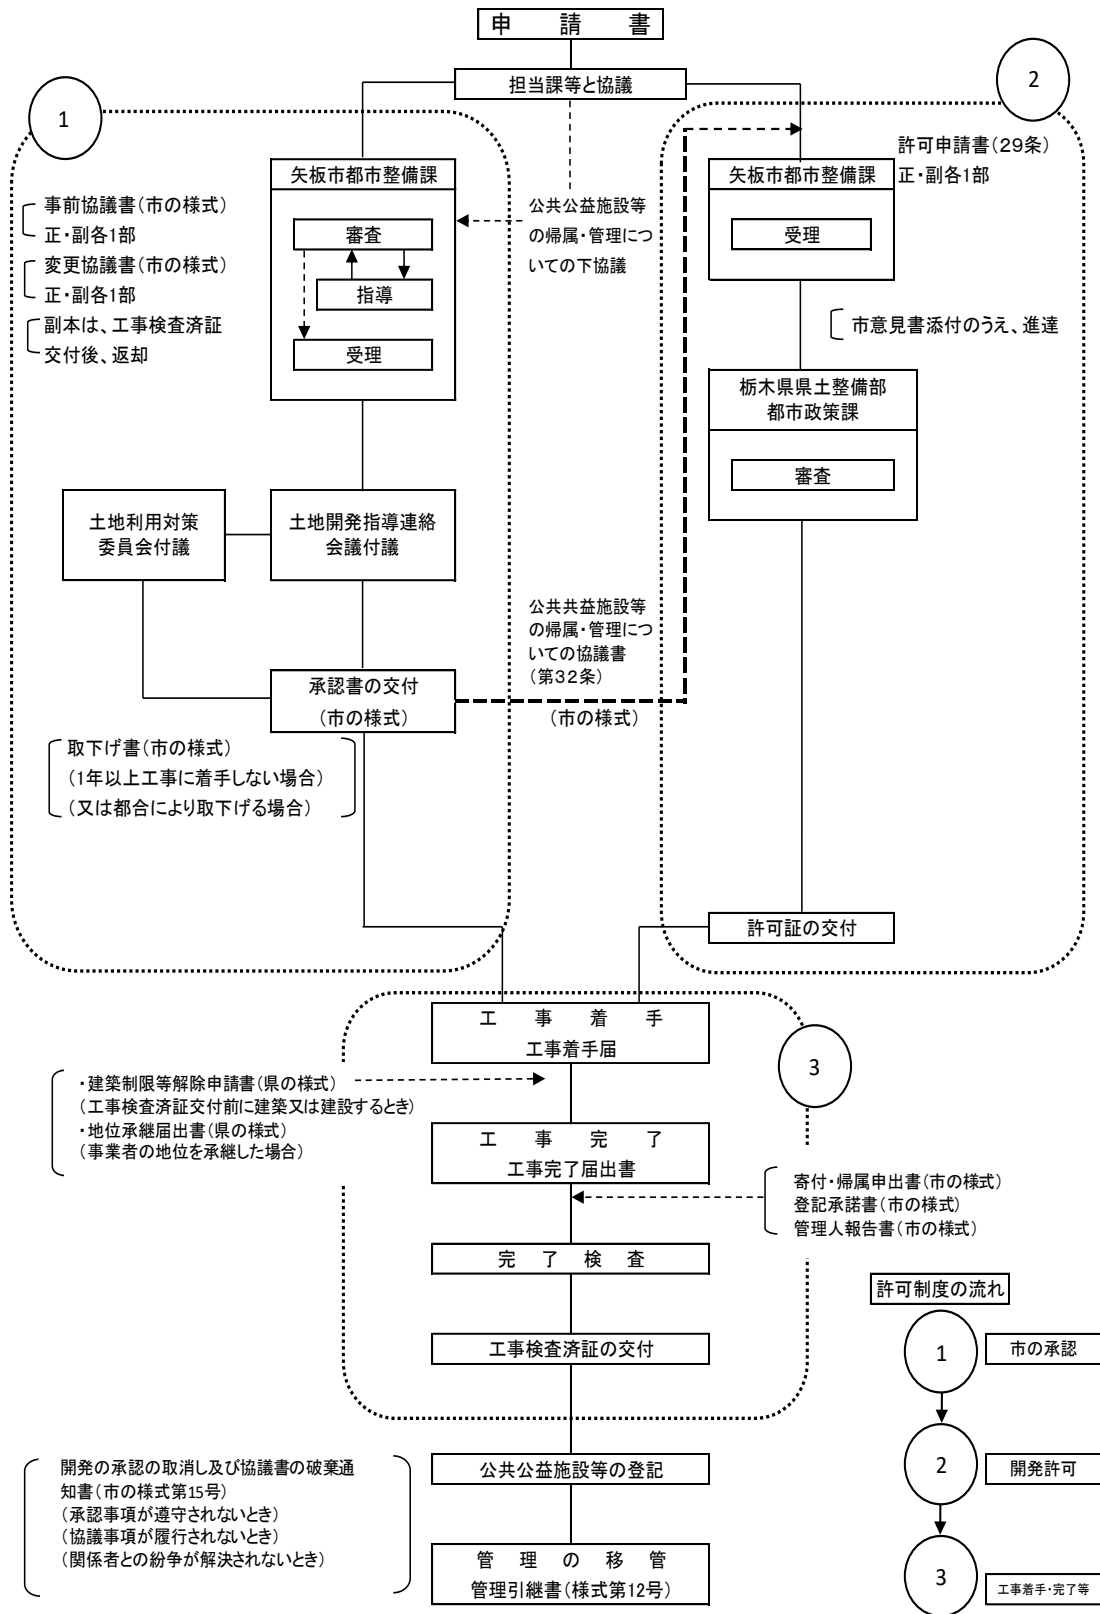 申請書
担当課等と協議
1
2
矢板市都市整備課
審査
指導
受理
事前協議書(市の様式)
正・副各1部
変更協議書(市の様式)
正・副各1部
副本は、工事検査済証
交付後、返却
公共公益施設等
の帰属・管理につ
いての下協議
許可申請書(29条)
正・副各1部
矢板市都市整備課
受理
市意見書添付のうえ、進達
栃木県県土整備部
都市政策課
審査
土地利用対策
委員会付議
土地開発指導連絡
会議付議
公共共益施設等
の帰属・管理につ
いての協議書
(第32条)
(市の様式)
承認書の交付
(市の様式)
取下げ書(市の様式)
(1年以上工事に着手しない場合)
(又は都合により取下げる場合)
許可証の交付
工事着手
工事着手届
3
・建築制限等解除申請書(県の様式)
(工事検査済証交付前に建築又は建設するとき)
・地位承継届出書(県の様式)
(事業者の地位を承継した場合)
工事完了
工事完了届出書
寄付・帰属申出書(市の様式)
登記承諾書(市の様式)
管理人報告書(市の様式)
完了検査
工事検査済証の交付
公共公益施設等の登記
開発の承認の取消し及び協議書の破棄通
知書(市の様式第15号)
(承認事項が遵守されないとき)
(協議事項が履行されないとき)
(関係者との紛争が解決されないとき)
管理の移管
管理引継書(様式第12号)
許可制度の流れ
1
市の承認
2
開発許可
3
工事着手・完了等